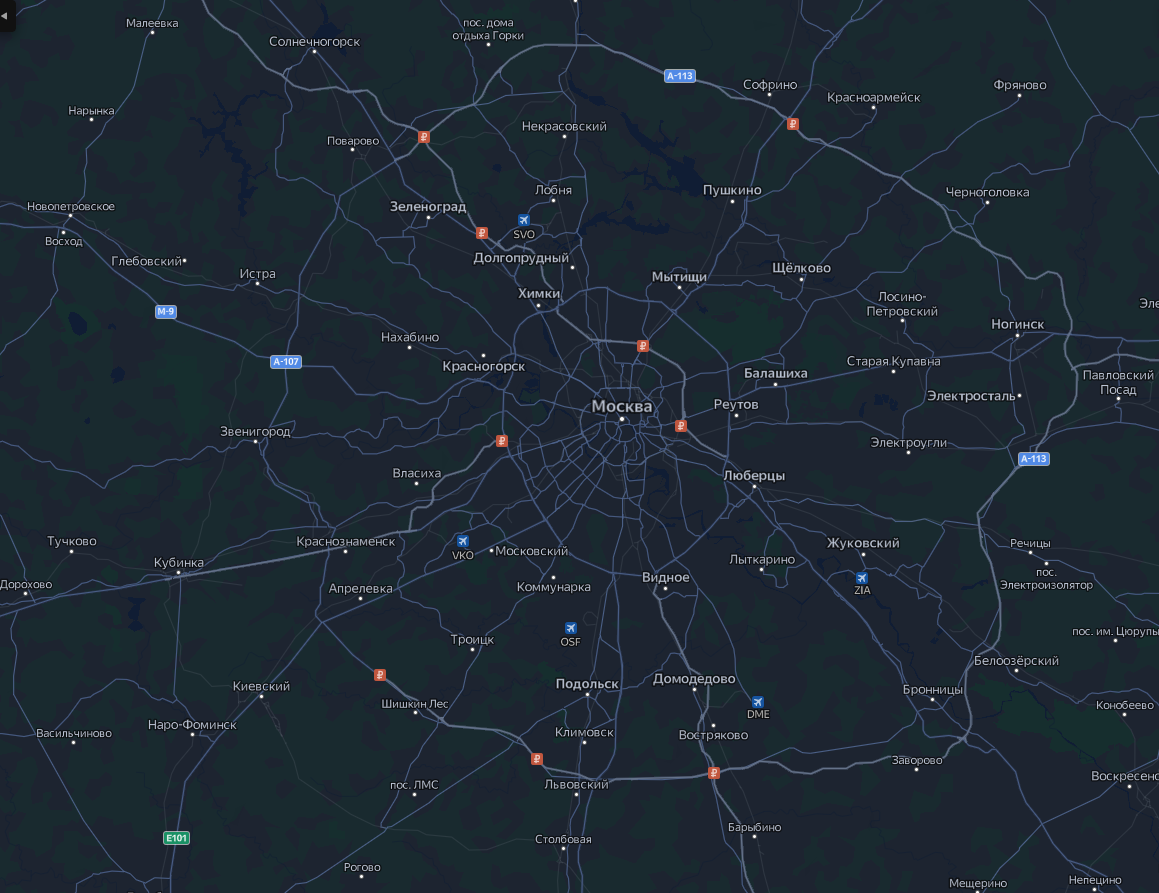 Малеевка
Солнечногорск
пос. дома
отдыха Горки
А-113
Софрино
Красноармейск
Фряново
Нарынка
Поварово
₽
Некрасовский
₽
Новопетровское
Зеленоград
Лобня
Пушкино
Черноголовка
Восход
₽
SVO
Глебовский
Истра
Долгопрудный
Мытищи
Щёлково
М-9
Химки
Лосино-
Петровский
Ногинск
Эле
А-107
Нахабино
Красногорск
₽
Балашиха
Старая Купавна
Павловский
Посад
Москва
Реутов
Электросталь
Звенигород
₽
₽
Электроугли
А-113
Власиха
Люберцы
Тучково
Кубинка
Краснознаменск
VKO
Московский
Жуковский
Речицы
Дорохово
Апрелевка
Коммунарка
Видное
Лыткарино
ZIA
пос.
Электроизолятор
Троицк
OSF
пос. им. Цюрупы
₽
Киевский
Шишкин Лес
Подольск
Домодедово
Белоозёрский
Бронницы
Васильчиново
Наро-Фоминск
Климовск
DME
Востряково
Конобеево
₽
₽
Заворово
пос. ЛМС
Львовский
Воскресенс
E101
Столбовая
Барыбино
Рогово
Мещерино
Непецино